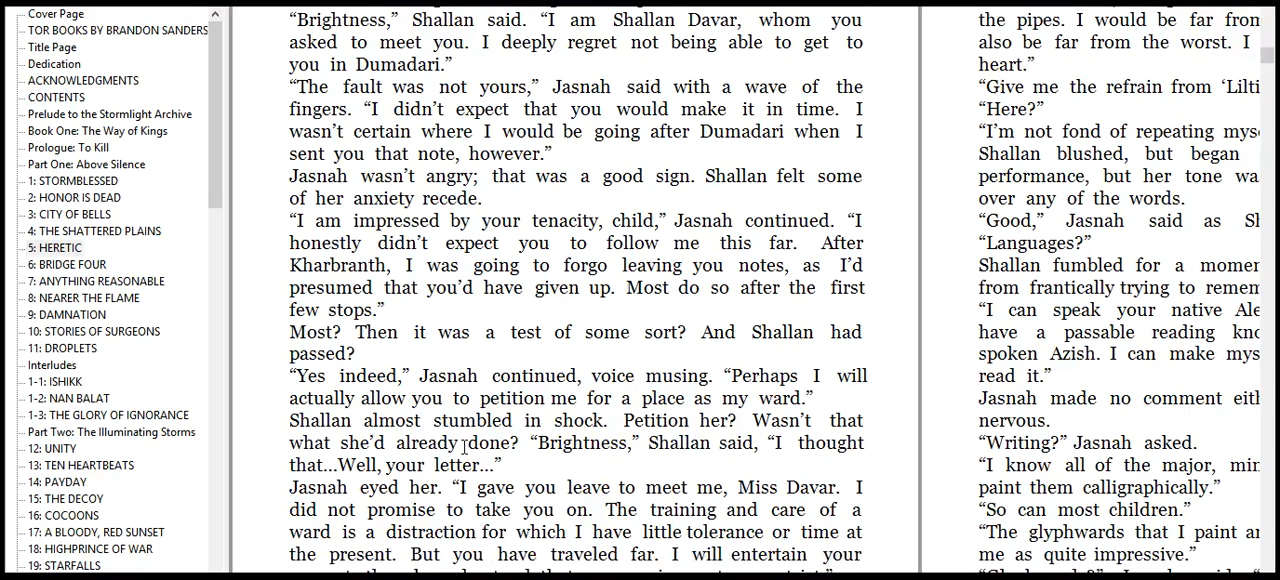 Cover Page
TOR BOOKS BY BRANDON SANDERS
Title Page
Dedication
ACKNOWLEDGMENTS
CONTENTS
Prelude to the Stormlight Archive
Book One: The Way of Kings
Prologue: To Kill
Part One: Above Silence
1: STORMBLESSED
2: HONOR IS DEAD
3: CITY OF BELLS
4: THE SHATTERED PLAINS
5: HERETIC
6: BRIDGE FOUR
7: ANYTHING REASONABLE
8: NEARER THE FLAME
9: DAMNATION
10: STORIES OF SURGEONS
11: DROPLETS
Interludes
1-1: ISHIKK
1-2: NAN BALAT
1-3: THE GLORY OF IGNORANCE
Part Two: The Illuminating Storms
12: UNITY
13: TEN HEARTBEATS
14: PAYDAY
15: THE DECOY
16: COCOONS
17: A BLOODY, RED SUNSET
18: HIGHPRINCE OF WAR
19: STARFALLS
“Brightness,” Shallan said. “I am Shallan Davar, whom you
asked to meet you. I deeply regret not being able to get to
you in Dumadari.”
“The fault was not yours,” Jasnah said with a wave of the
fingers. “I didn’t expect that you would make it in time. I
wasn’t certain where I would be going after Dumadari when I
sent you that note, however.”
Jasnah wasn’t angry; that was a good sign. Shallan felt some
of her anxiety recede.
“I am impressed by your tenacity, child,” Jasnah continued. “I
honestly didn’t expect you to follow me this far. After
Kharbranth, I was going to forgo leaving you notes, as I’d
presumed that you’d have given up. Most do so after the first
few stops.”
Most? Then it was a test of some sort? And Shallan had
passed?
“Yes indeed,” Jasnah continued, voice musing. “Perhaps I will
actually allow you to petition me for a place as my ward.”
Shallan almost stumbled in shock. Petition her? Wasn’t that
what she’d already done? “Brightness,” Shallan said, “I thought
that...Well, your letter...”
Jasnah eyed her. “I gave you leave to meet me, Miss Davar. I
did not promise to take you on. The training and care of a
ward is a distraction for which I have little tolerance or time at
the present. But you have traveled far. I will entertain your
the pipes. I would be far from
also be far from the worst. I
heart.”
“Give me the refrain from ‘Lilti
“Here?”
“I’m not fond of repeating myse
Shallan blushed, but began
performance, but her tone wa
over any of the words.
“Good,” Jasnah said as Sh
“Languages?”
Shallan fumbled for a momen
from frantically trying to remem
“I can speak your native Ale
have a passable reading kno
spoken Azish. I can make mys
read it.”
Jasnah made no comment eith
nervous.
“Writing?” Jasnah asked.
“I know all of the major, min
paint them calligraphically.”
“So can most children.”
“The glyphwards that I paint ar
me as quite impressive.”